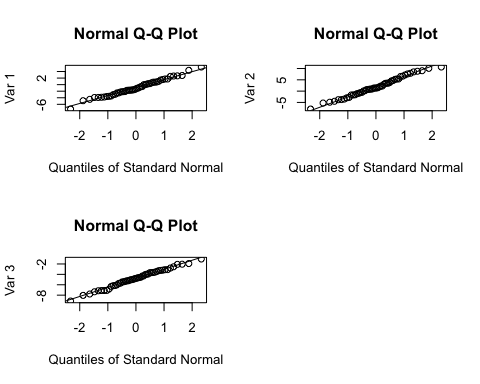 Normal Q-Q Plot
Var 1
2
-6
-2 -1 0 1 2
Quantiles of Standard Normal
Normal Q-Q Plot
Var 2
5
-5
-2 -1 0 1 2
Quantiles of Standard Normal
Normal Q-Q Plot
Var 3
-2
-8
-2 -1 0 1 2
Quantiles of Standard Normal